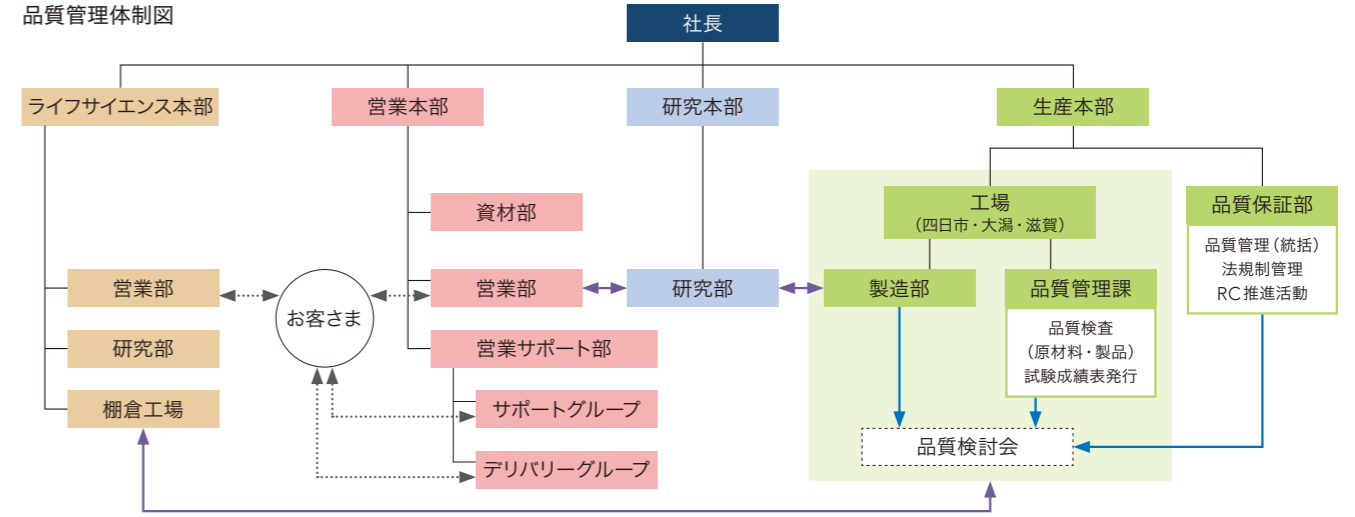 品質管理体制図
社長
ライフサイエンス本部
営業本部
研究本部
生産本部
資材部
工場
(四日市・大潟・滋賀)
品質保証部
品質管理(統括)
法規制管理
RC推進活動
営業部
お客さま
営業部
研究部
製造部
品質管理課
品質検査
(原材料・製品)
試験成績表発行
研究部
営業サポート部
棚倉工場
サポートグループ
デリバリーグループ
品質検討会